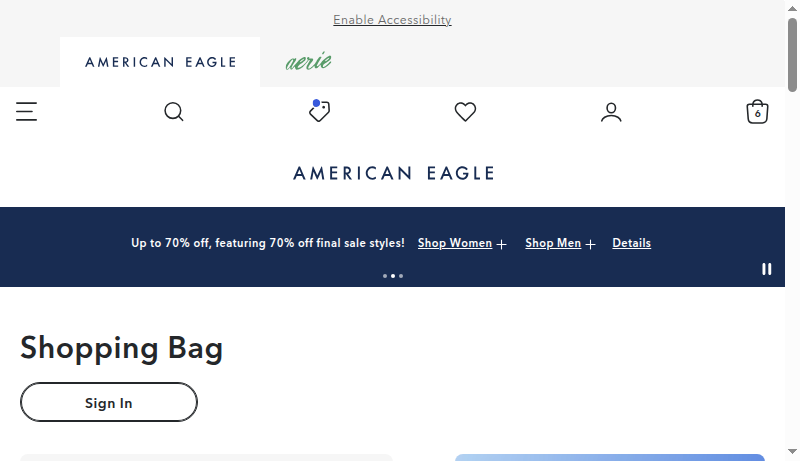 Enable Accessibility
AMERICAN EAGLE
aerie
6
AMERICAN EAGLE
Up to 70% off, featuring 70% off final sale styles! Shop Women + Shop Men + Details
Shopping Bag
Sign In